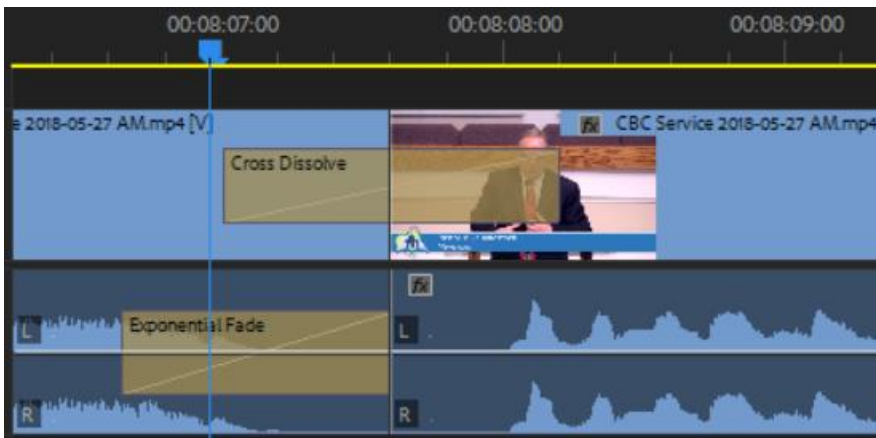 00:08:07:00
00:08:08:00
00:08:09:00
e 2018-05-27 AM.mp4 [V]
fx CBC Service 2018-05-27 AM.mp4
Cross Dissolve
fx
L
Exponential Fade
L
R
R